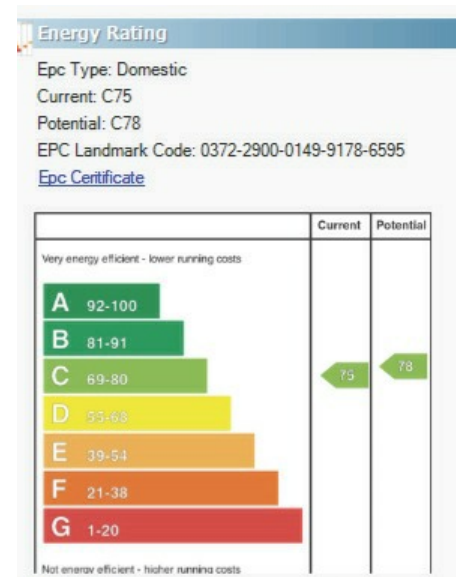 Energy Rating
Epc Type: Domestic
Current: C75
Potential: C78
EPC Landmark Code: 0372-2900-0149-9178-6595
Epc Ceritificate
Current Potential
Very energy efficient - lower running costs
A 92-100
B 81-91
C 69-80
75 78
D 55-68
E 39-54
F 21-38
G 1-20
Not energy efficient - higher running costs